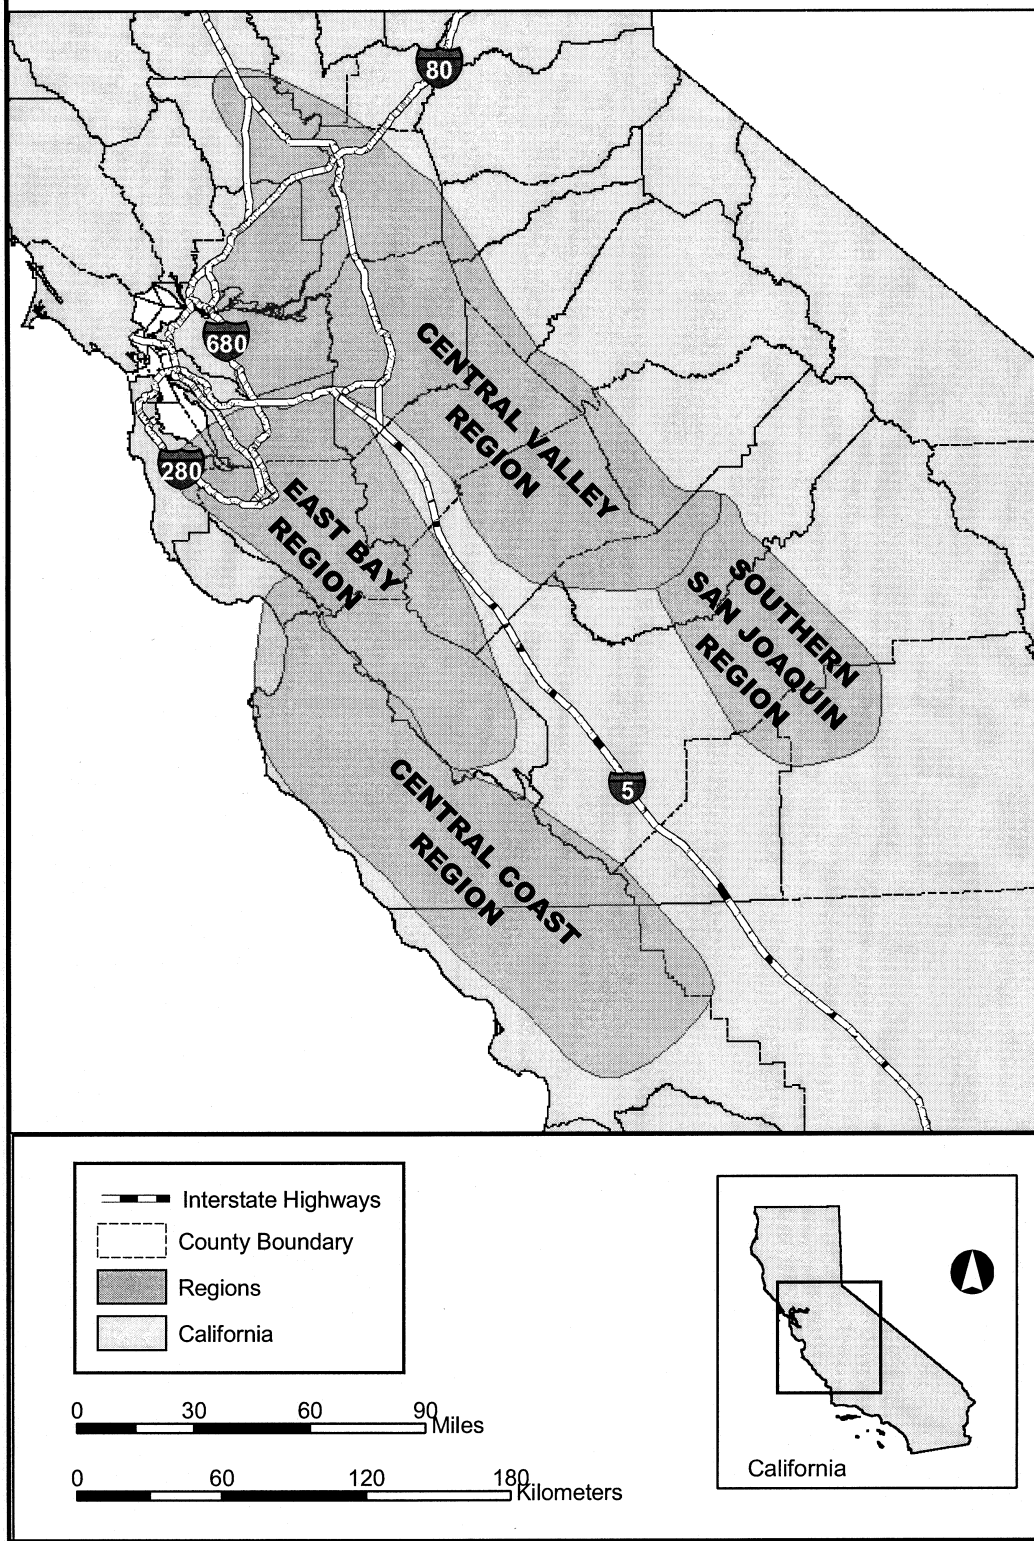 80
680
280
CENTRAL VALLEY
REGION
EAST BAY
REGION
SOUTHERN
SAN JOAQUIN
REGION
5
CENTRAL COAST
REGION
Interstate Highways
County Boundary
Regions
California
0 30 60 90 Miles
0 60 120 180 Kilometers
California